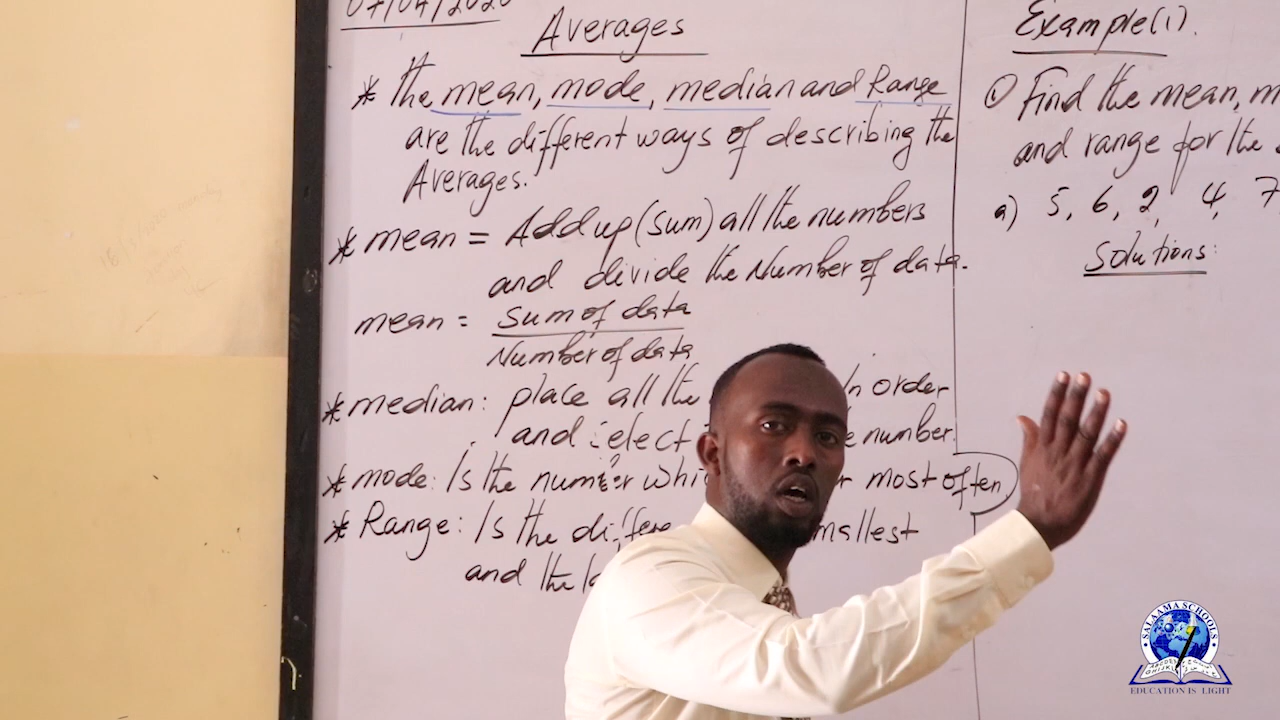 07/04/2020
Averages
* The mean, mode, median and Range
are the different ways of describing the
Averages.
* mean = Add up (sum) all the numbers
and divide the Number of data.
mean = sum of data
Number of data
* median: place all the in order
and select number.
* mode: Is the number most often
* Range: Is the smallest
and the
Example(1).
① Find the mean,
and range for the
a) 5, 6, 2, 4, 7
Solutions:
SALAAMA SCHOOLS
EDUCATION IS LIGHT